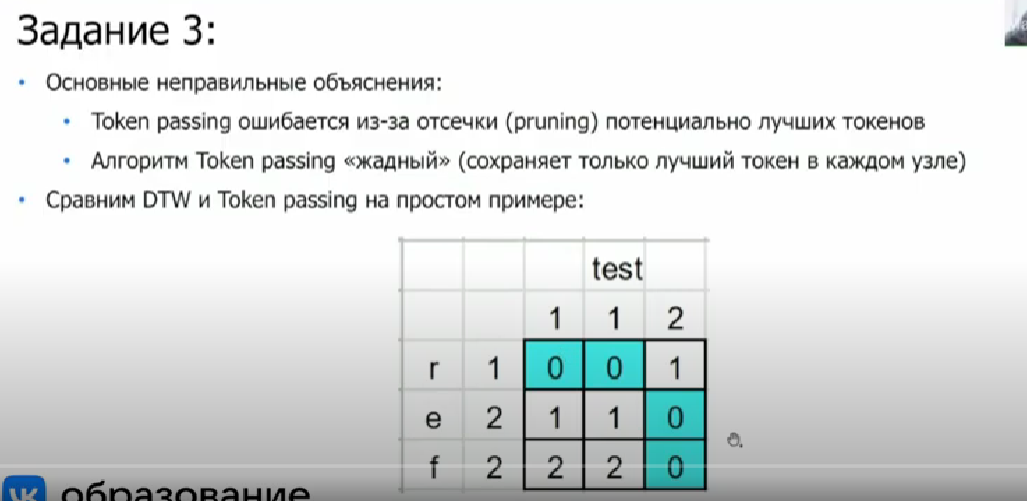 Задание 3:
Основные неправильные объяснения:
Token passing ошибается из-за отсечки (pruning) потенциально лучших токенов
Алгоритм Token passing «жадный» (сохраняет только лучший токен в каждом узле)
Сравним DTW и Token passing на простом примере:
test
1 1 2
r 1 0 0 1
e 2 1 1 0
f 2 2 2 0
VK образование